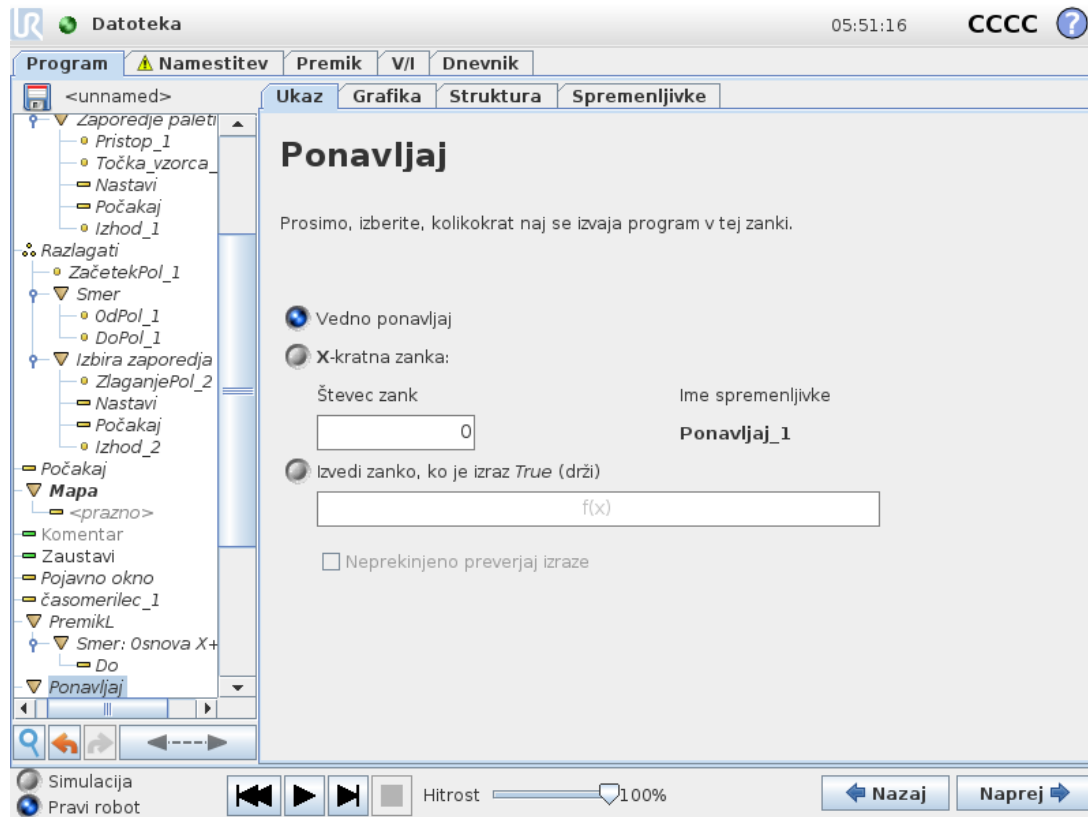 UR Datoteka 05:51:16 CCCC ?
Program Namestitev Premik V/I Dnevnik
<unnamed>
Ukaz Grafika Struktura Spremenljivke
Zaporedje paleti
Pristop_1
Točka_vzorca_
Nastavi
Počakaj
Izhod_1
Razlagati
ZačetekPol_1
Smer
OdPol_1
DoPol_1
Izbira zaporedja
ZlaganjePol_2
Nastavi
Počakaj
Izhod_2
Počakaj
Mapa
<prazno>
Komentar
Zaustavi
Pojavno okno
časomerilec_1
PremikL
Smer: Osnova X+
Do
Ponavljaj
Ponavljaj
Prosimo, izberite, kolikokrat naj se izvaja program v tej zanki.
Vedno ponavljaj
X-kratna zanka:
Števec zank Ime spremenljivke
0 Ponavljaj_1
Izvedi zanko, ko je izraz True (drži)
f(x)
Neprekinjeno preverjaj izraze
Simulacija
Pravi robot
Hitrost 100%
Nazaj Naprej